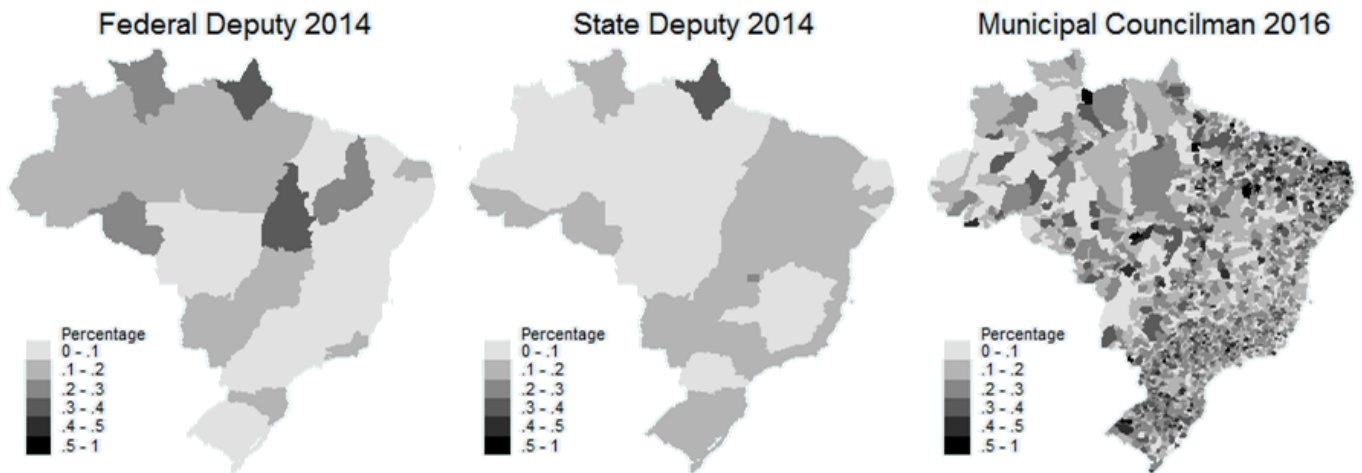 Federal Deputy 2014
State Deputy 2014
Municipal Councilman 2016
Percentage
0 - .1
.1 - .2
.2 - .3
.3 - .4
.4 - .5
.5 - 1
Percentage
0 - .1
.1 - .2
.2 - .3
.3 - .4
.4 - .5
.5 - 1
Percentage
0 - .1
.1 - .2
.2 - .3
.3 - .4
.4 - .5
.5 - 1